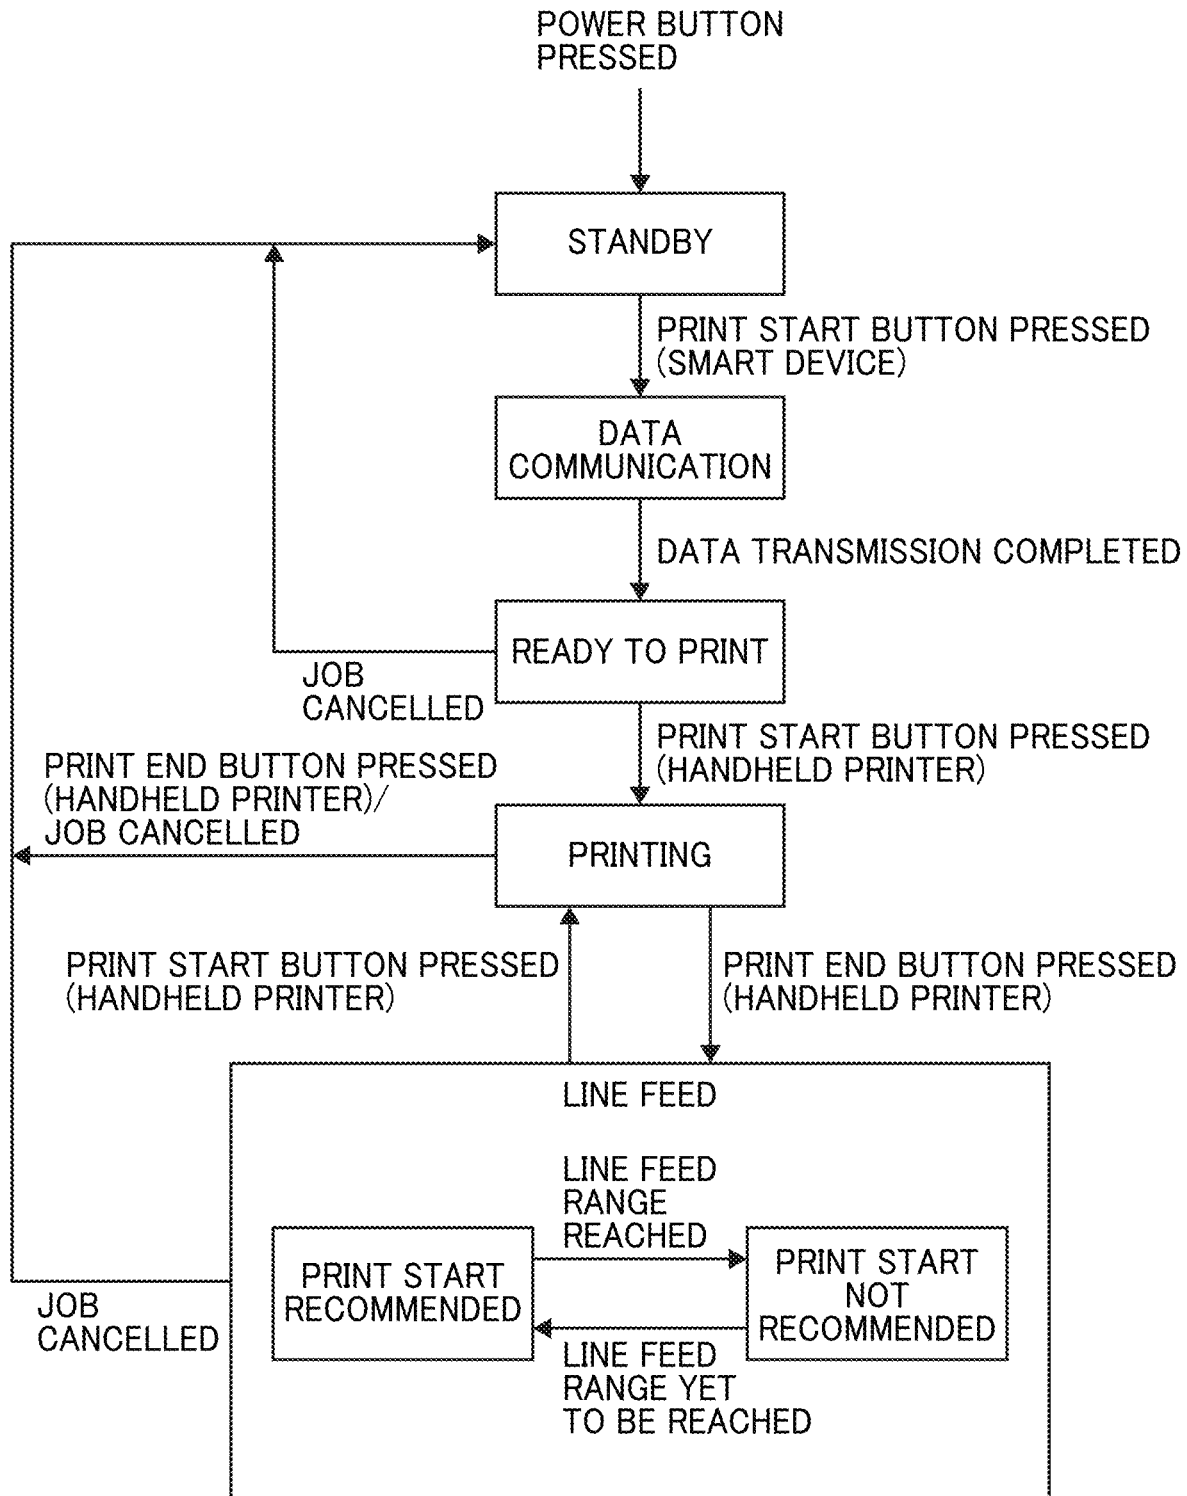 POWER BUTTON
PRESSED
STANDBY
PRINT START BUTTON PRESSED
(SMART DEVICE)
DATA
COMMUNICATION
DATA TRANSMISSION COMPLETED
READY TO PRINT
JOB
CANCELLED
PRINT START BUTTON PRESSED
(HANDHELD PRINTER)
PRINT END BUTTON PRESSED
(HANDHELD PRINTER)/
JOB CANCELLED
PRINTING
PRINT START BUTTON PRESSED
(HANDHELD PRINTER)
PRINT END BUTTON PRESSED
(HANDHELD PRINTER)
LINE FEED
LINE FEED
RANGE
REACHED
PRINT START
RECOMMENDED
PRINT START
NOT
RECOMMENDED
LINE FEED
RANGE YET
TO BE REACHED
JOB
CANCELLED